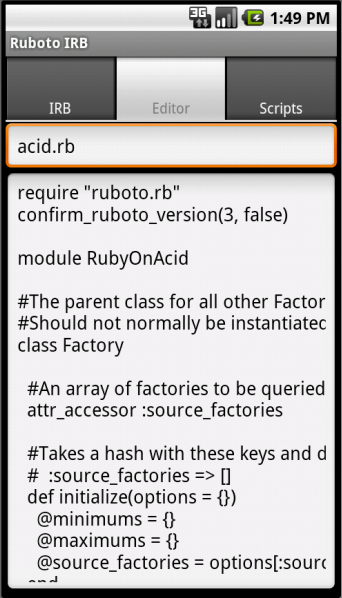 3G 1:49 PM
Ruboto IRB
IRB Editor Scripts
acid.rb
require "ruboto.rb"
confirm_ruboto_version(3, false)
module RubyOnAcid
#The parent class for all other Factor
#Should not normally be instantiated
class Factory
#An array of factories to be queried
attr_accessor :source_factories
#Takes a hash with these keys and d
# :source_factories => []
def initialize(options = {})
@minimums = {}
@maximums = {}
@source_factories = options[:sourc
end